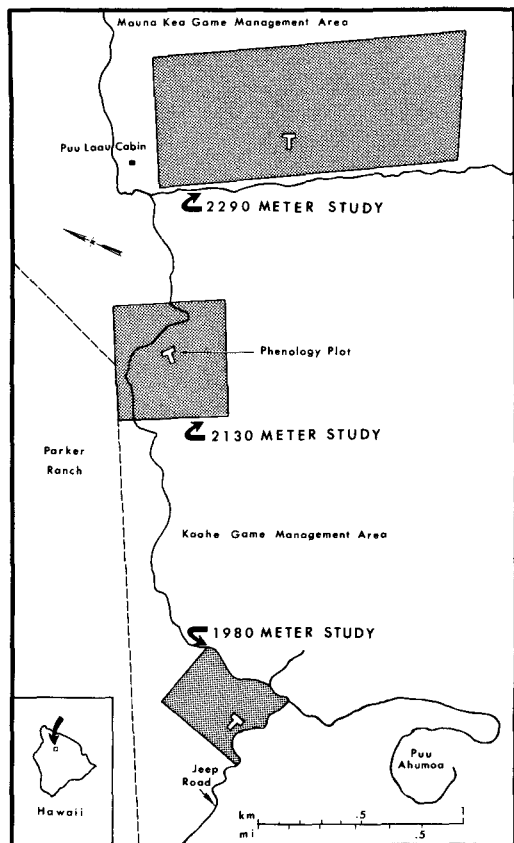 Mauna Kea Game Management Area
Puu Laau Cabin
2290 METER STUDY
Phenology Plot
2130 METER STUDY
Parker
Ranch
Kaohe Game Management Area
1980 METER STUDY
Jeep
Road
Puu
Ahumoa
Hawaii
km .5 1
mi .5